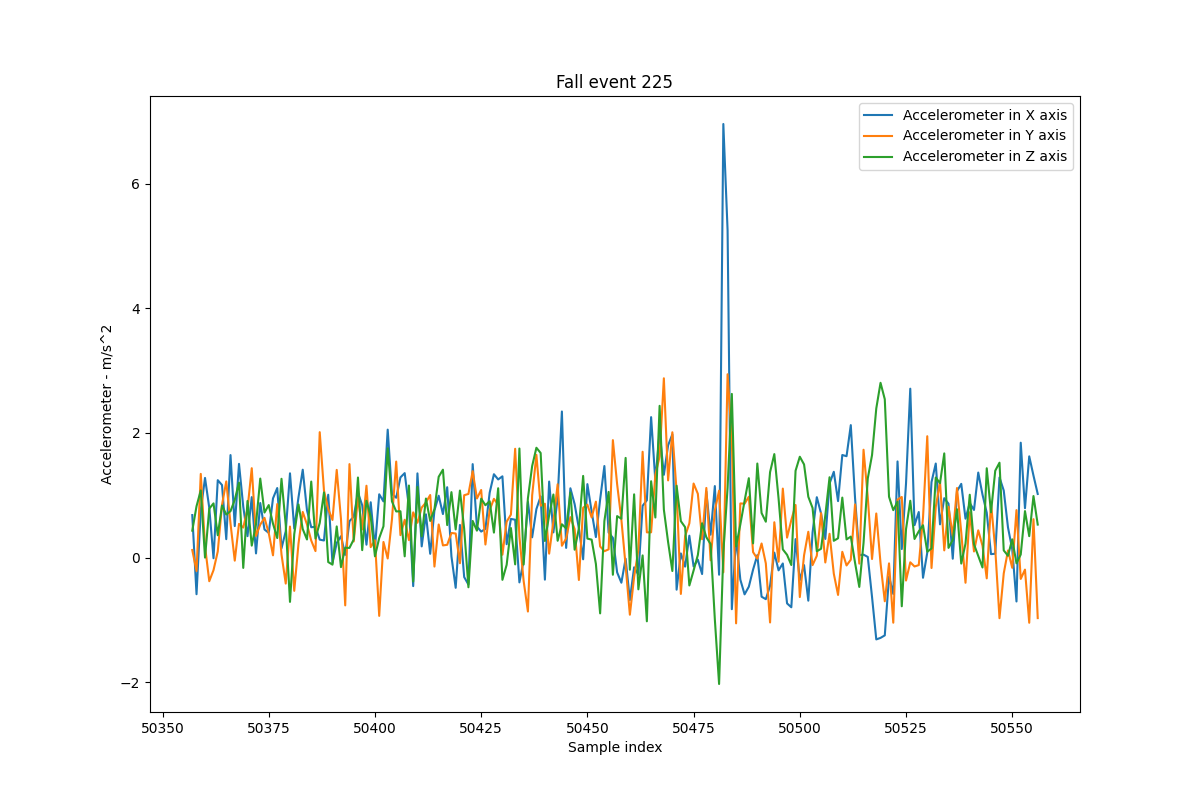 Fall event 225
Accelerometer in X axis
Accelerometer in Y axis
Accelerometer in Z axis
Accelerometer - m/s^2
6
4
2
0
−2
50350 50375 50400 50425 50450 50475 50500 50525 50550
Sample index